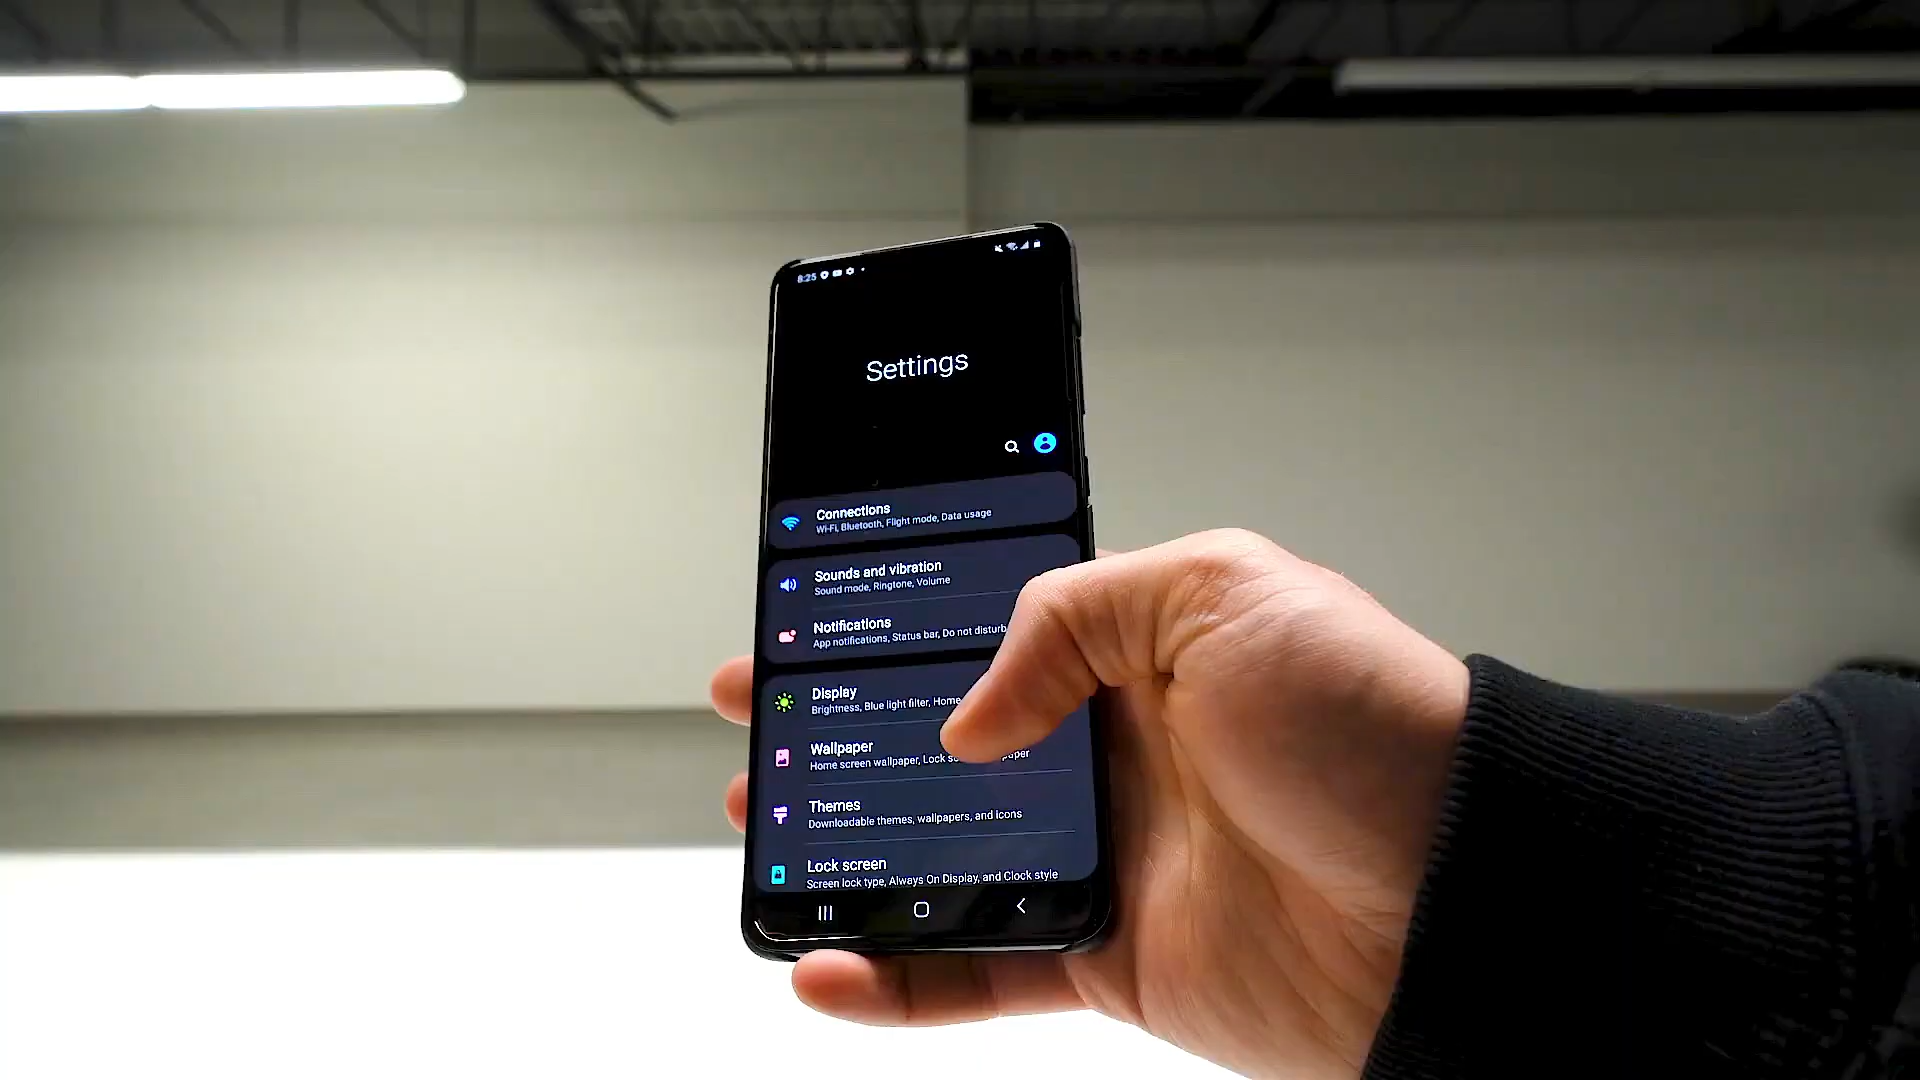 8:25
Settings
Connections
Wi-Fi, Bluetooth, Flight mode, Data usage
Sounds and vibration
Sound mode, Ringtone, Volume
Notifications
App notifications, Status bar, Do not disturb
Display
Brightness, Blue light filter, Home
Wallpaper
Home screen wallpaper, Lock
Themes
Downloadable themes, wallpapers, and icons
Lock screen
Screen lock type, Always On Display, and Clock style